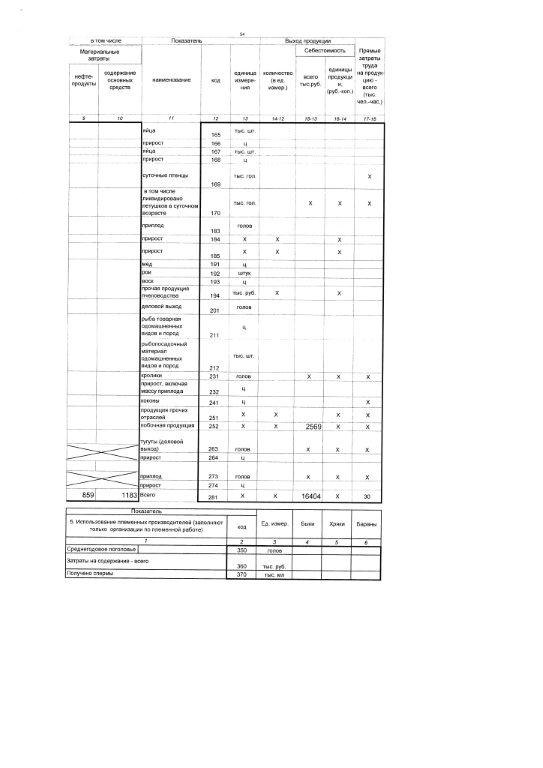 54
в том числе Показатель Выход продукции
Материальные затраты Себестоимость Прямые затраты труда на продукцию - всего (тыс. чел.-час.)
нефте-продукты содержание основных средств наименование код единица измере-ния количество (в ед. измер.) всего тыс.руб. единицы продукции, (руб.-коп.)
9 10 11 12 13 14-12 15-13 16-14 17-15
яйца 165 тыс. шт.
прирост 166 ц
яйца 167 тыс. шт.
прирост 168 ц
суточные птенцы 169 тыс. гол X
в том числе
ликвидировано
петушков в суточном
возрасте 170 тыс. гол. X X X
приплод 183 голов
прирост 184 X X X
прирост 185 X X X
мед 191 ц
рои 192 штук
воск 193 ц
прочая продукция
пчеловодства 194 тыс. руб. X X
деловой выход 201 голов
рыба товарная
одомашненных
видов и пород 211 ц
рыбопосадочный
материал
одомашненных
видов и пород 212 тыс. шт.
кролики 231 голов X X X
прирост, включая
массу приплода 232 ц
коконы 241 ц X
продукция прочих
отраслей 251 X X X X
побочная продукция 252 X X 2569 X X
тугуты (деловой
выход) 263 голов X X X
прирост 264 ц
приплод 273 голов X X X
прирост 274 ц
859 1183 Всего 281 X X 16404 X 30
Показатель
5. Использование племенных производителей (заполняют
только организации по племенной работе) код Ед. измер. Быки Хряки Бараны
1 2 3 4 5 6
Среднегодовое поголовье 350 голов
Затраты на содержание - всего 360 тыс. руб.
Получено спермы 370 тыс. мл